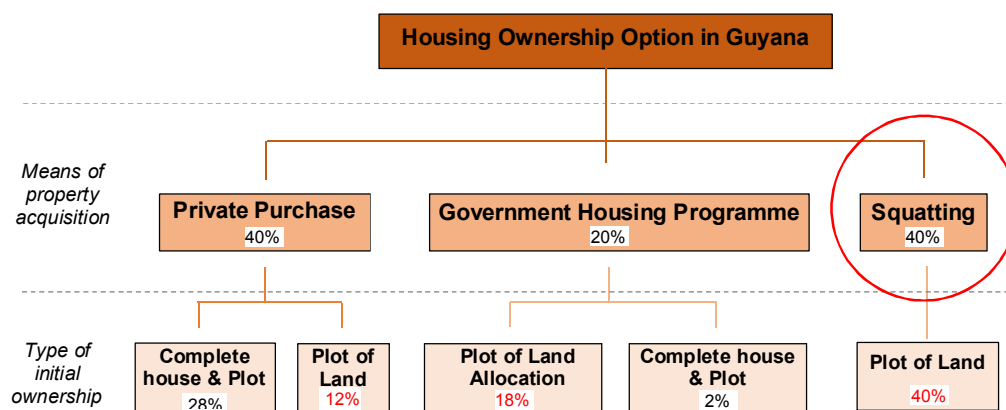 Housing Ownership Option in Guyana
Means of
property
acquisition
Private Purchase
40%
Government Housing Programme
20%
Squatting
40%
Type of
initial
ownership
Complete
house & Plot
28%
Plot of
Land
12%
Plot of Land
Allocation
18%
Complete house
& Plot
2%
Plot of Land
40%